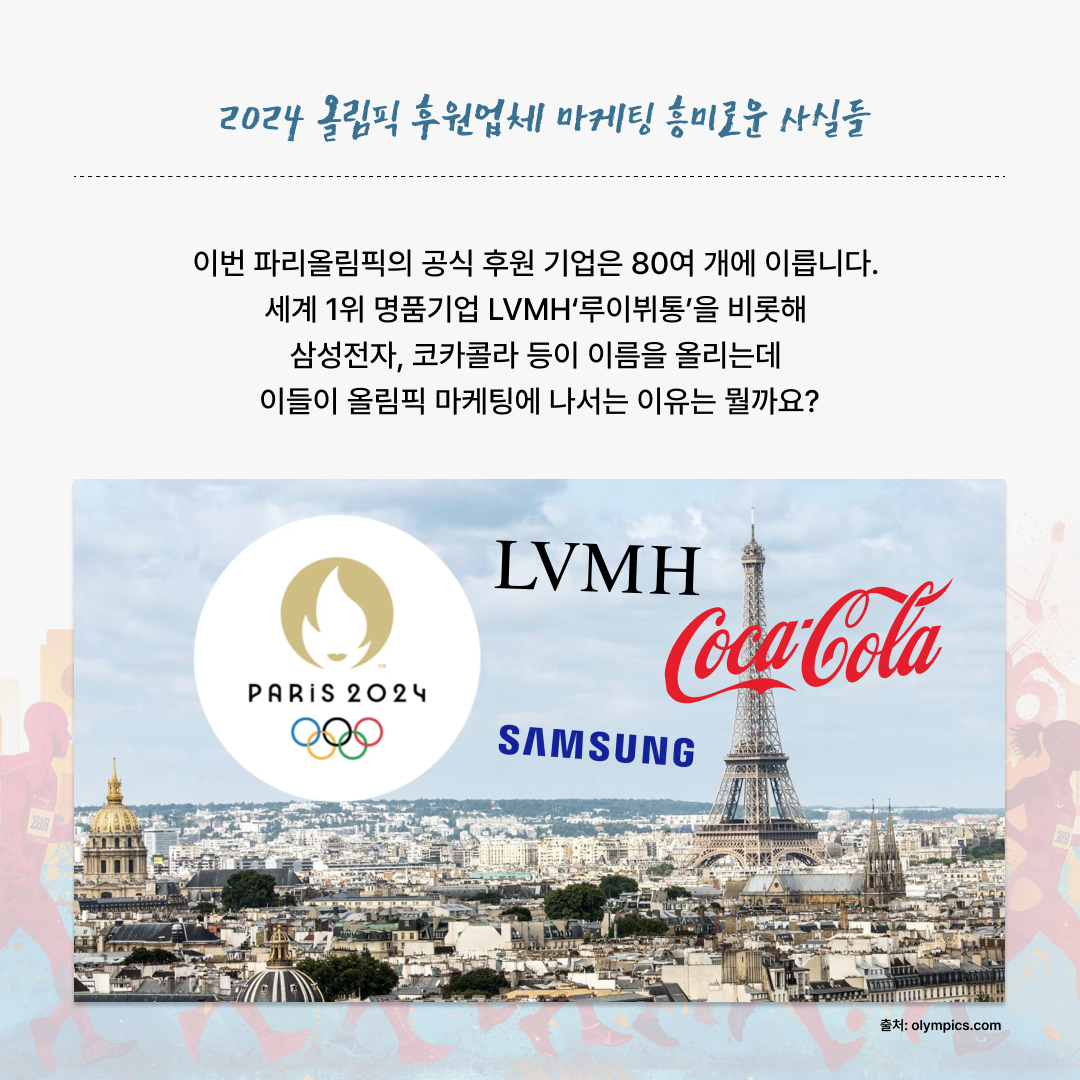 2024 올림픽 후원업체 마케팅 흥미로운 사실들
이번 파리올림픽의 공식 후원 기업은 80여 개에 이릅니다.
세계 1위 명품기업 LVMH‘루이뷔통’을 비롯해
삼성전자, 코카콜라 등이 이름을 올리는데
이들이 올림픽 마케팅에 나서는 이유는 뭘까요?
LVMH
Coca-Cola
TM
PARIS 2024
SAMSUNG
출처: olympics.com